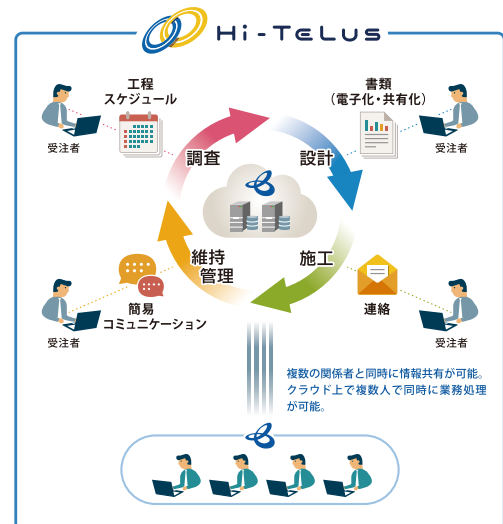 Hi-TeLus
工程
スケジュール
書類
(電子化・共有化)
受注者
受注者
調査
設計
維持
管理
施工
簡易
コミュニケーション
連絡
受注者
受注者
複数の関係者と同時に情報共有が可能。
クラウド上で複数人で同時に業務処理
が可能。